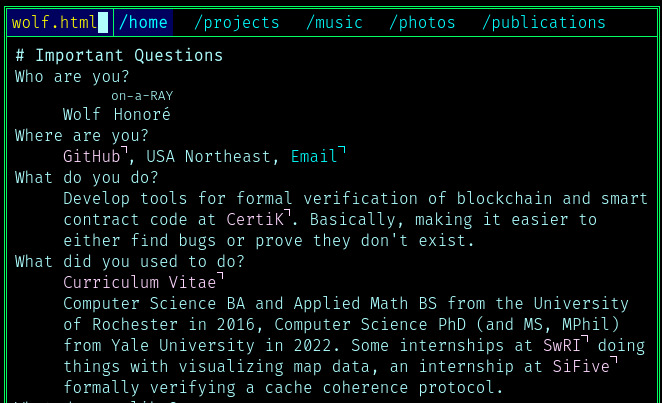 wolf.html /home /projects /music /photos /publications
# Important Questions
Who are you?
on-a-RAY
Wolf Honoré
Where are you?
GitHub, USA Northeast, Email
What do you do?
Develop tools for formal verification of blockchain and smart
contract code at CertiK. Basically, making it easier to
either find bugs or prove they don't exist.
What did you used to do?
Curriculum Vitae
Computer Science BA and Applied Math BS from the University
of Rochester in 2016, Computer Science PhD (and MS, MPhil)
from Yale University in 2022. Some internships at SwRI doing
things with visualizing map data, an internship at SiFive
formally verifying a cache coherence protocol.